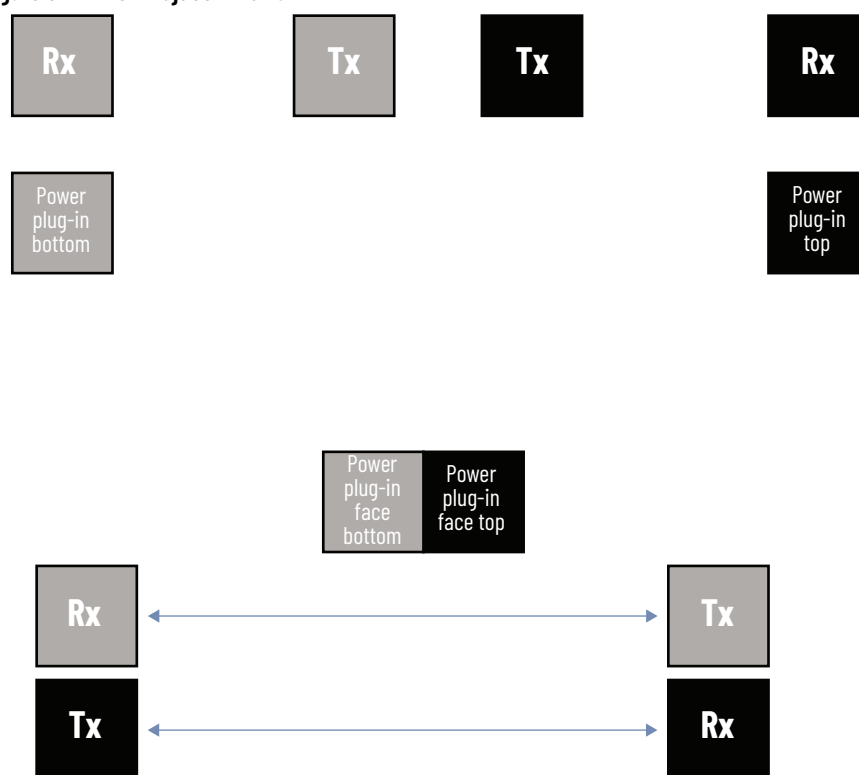 Rx
Tx
Tx
Rx
Power
plug-in
bottom
Power
plug-in
top
Power
plug-in
face
bottom
Power
plug-in
face top
Rx
Tx
Tx
Rx